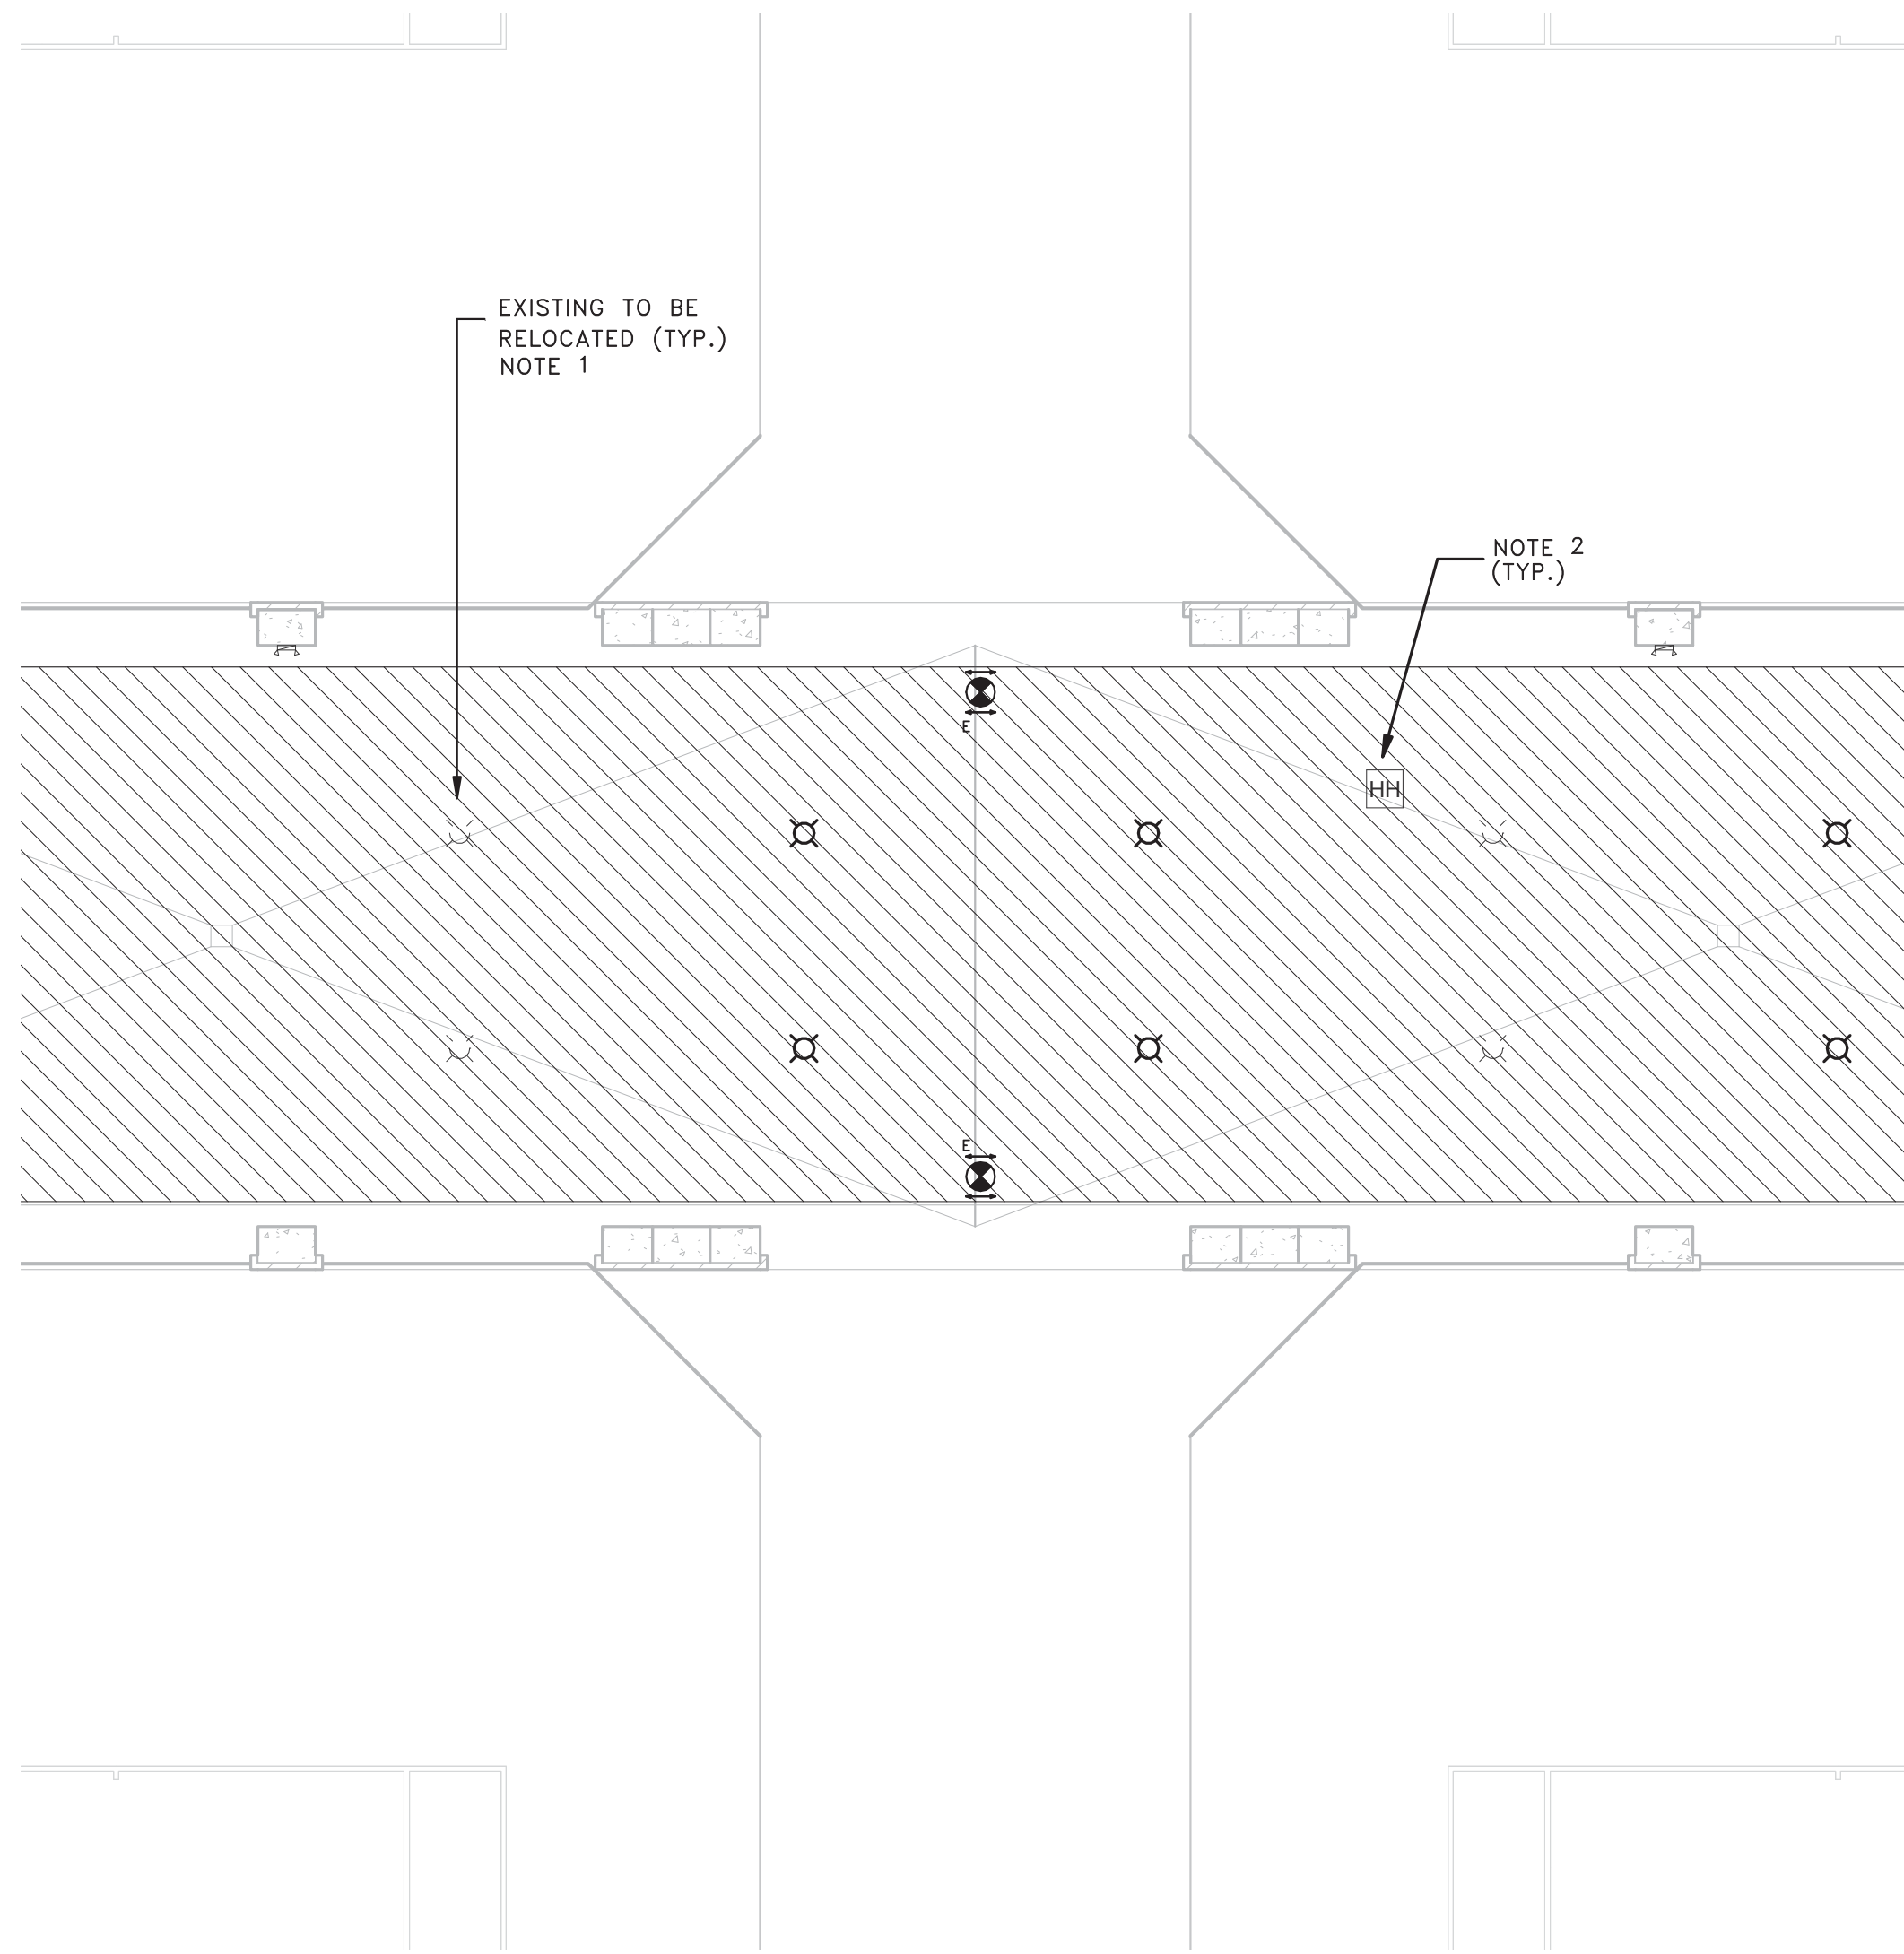 EXISTING TO BE
RELOCATED (TYP.)
NOTE 1
NOTE 2
(TYP.)
E
HH
E